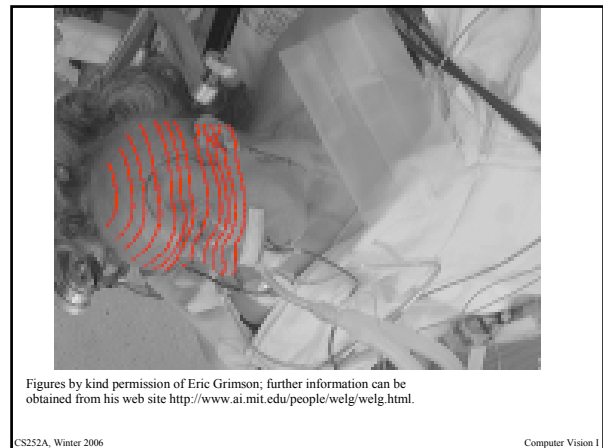 Figures by kind permission of Eric Grimson; further information can be
obtained from his web site http://www.ai.mit.edu/people/welg/welg.html.
CS252A, Winter 2006
Computer Vision I